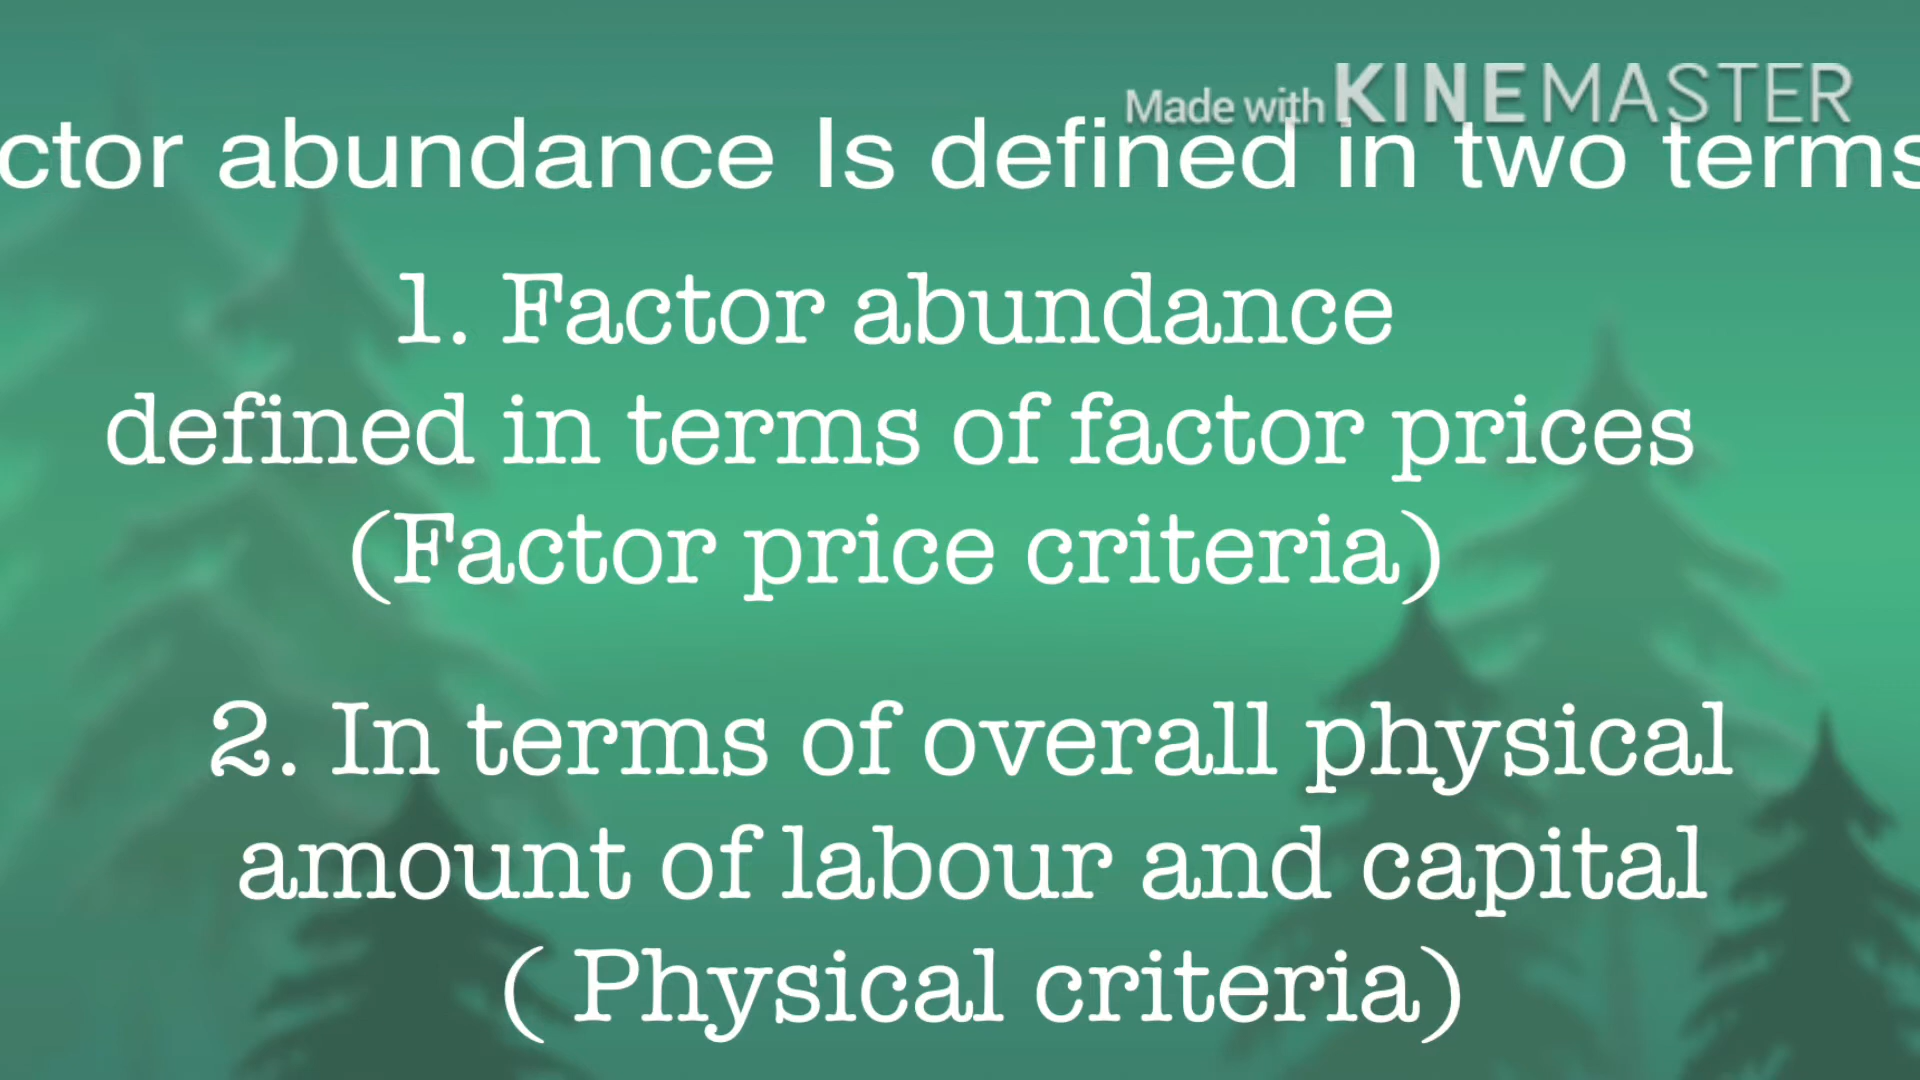 Made with KINEMASTER
ctor abundance Is defined in two terms
1. Factor abundance
defined in terms of factor prices
(Factor price criteria)
2. In terms of overall physical
amount of labour and capital
( Physical criteria)